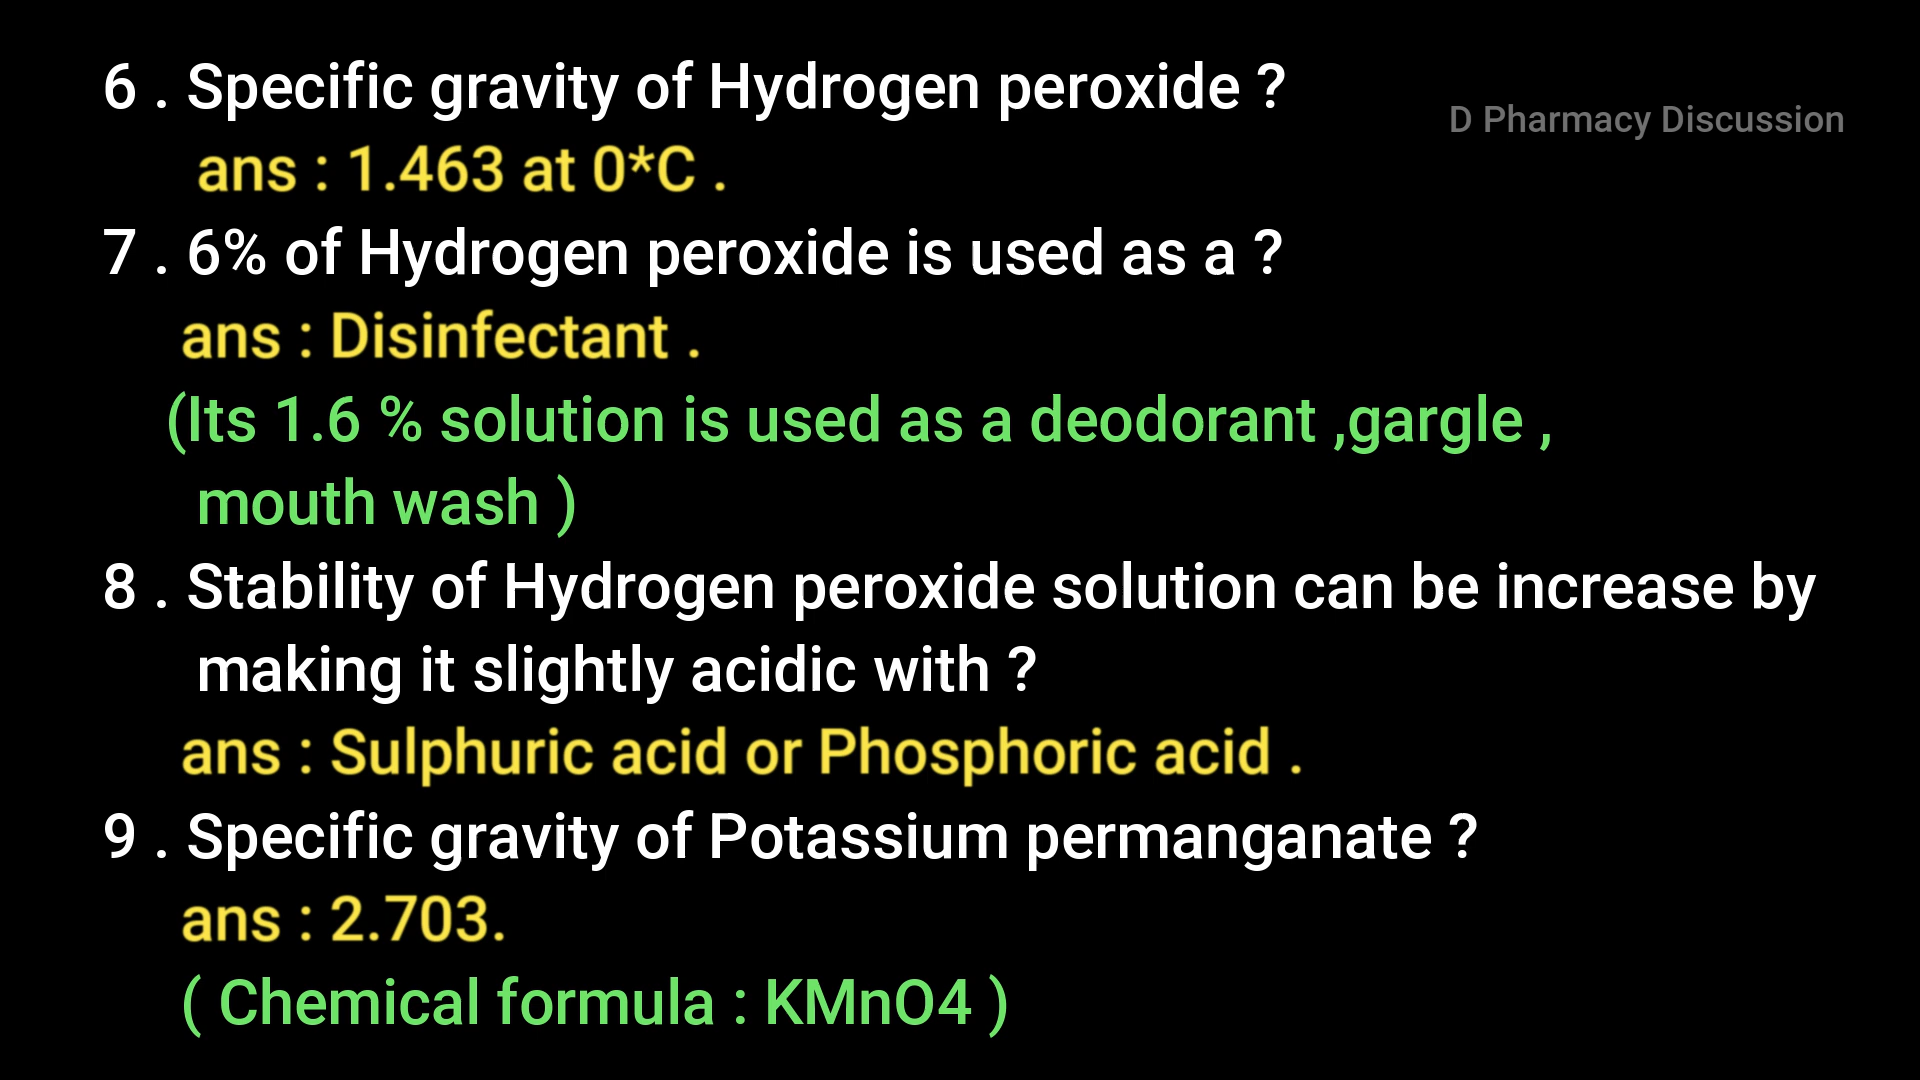 6 . Specific gravity of Hydrogen peroxide ?
D Pharmacy Discussion
ans : 1.463 at 0*C .
7 . 6% of Hydrogen peroxide is used as a ?
ans : Disinfectant .
(Its 1.6 % solution is used as a deodorant ,gargle ,
mouth wash )
8 . Stability of Hydrogen peroxide solution can be increase by
making it slightly acidic with ?
ans : Sulphuric acid or Phosphoric acid .
9 . Specific gravity of Potassium permanganate ?
ans : 2.703.
( Chemical formula : KMnO4 )